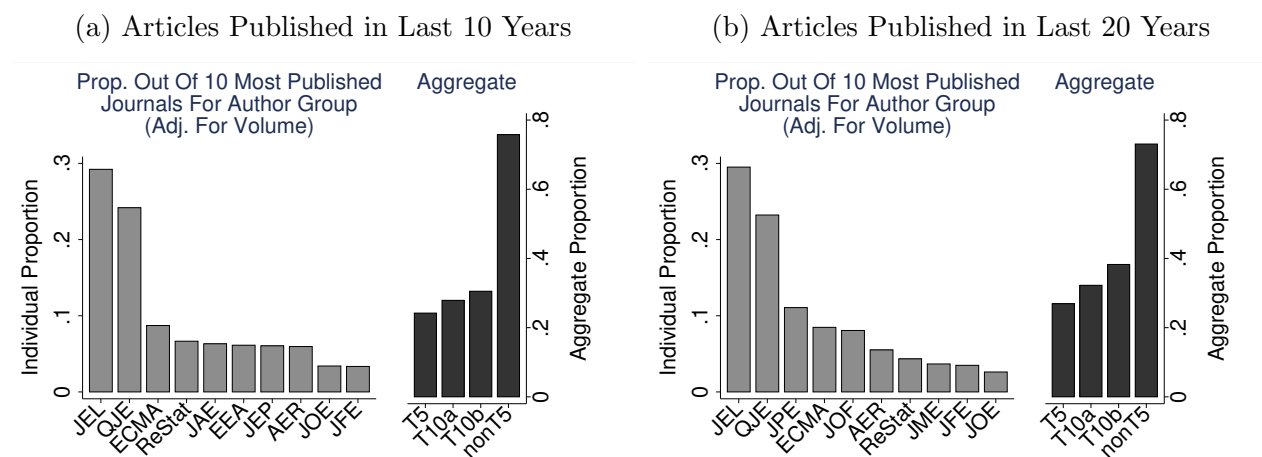 (a) Articles Published in Last 10 Years
Prop. Out Of 10 Most Published
Journals For Author Group
(Adj. For Volume)
Aggregate
Individual Proportion
0
.1
.2
.3
JEL
QJE
ECMA
ReStat
JAE
EEA
JEP
AER
JOE
JFE
Aggregate Proportion
0
.2
.4
.6
.8
T5
T10a
T10b
nonT5
(b) Articles Published in Last 20 Years
Prop. Out Of 10 Most Published
Journals For Author Group
(Adj. For Volume)
Aggregate
Individual Proportion
0
.1
.2
.3
JEL
QJE
JPE
ECMA
JOF
AER
ReStat
JME
JFE
JOE
Aggregate Proportion
0
.2
.4
.6
.8
T5
T10a
T10b
nonT5